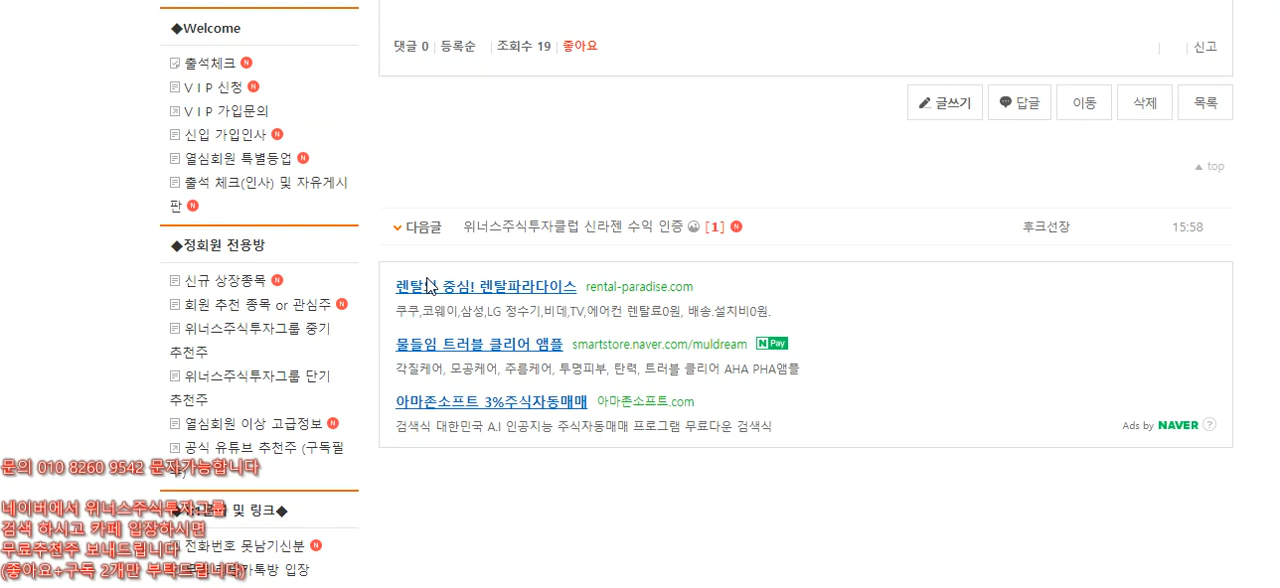 ◆Welcome
출석체크 N
V I P 신청 N
V I P 가입문의
신입 가입인사 N
열심회원 특별등업 N
출석 체크(인사) 및 자유게시
판 N
◆정회원 전용방
신규 상장종목 N
회원 추천 종목 or 관심주 N
위너스주식투자그룹 중기
추천주
위너스주식투자그룹 단기
추천주
열심회원 이상 고급정보 N
공식 유튜브 추천주 (구독필
및 링크◆
전화번호 못남기신분 N
톡방 입장
문의 010 8260 9542 문자가능합니다
네이버에서 위너스주식투자그룹
검색 하시고 카페 입장하시면
무료추천주 보내드립니다
(좋아요+구독 2개만 부탁드립니다)
댓글 0 등록순 조회수 19 좋아요
신고
글쓰기 답글 이동 삭제 목록
▲ top
다음글 위너스주식투자클럽 신라젠 수익 인증 [1] N 후크선장 15:58
중심! 렌탈파라다이스 rental-paradise.com
쿠쿠,코웨이,삼성,LG 정수기,비데,TV,에어컨 렌탈료0원, 배송.설치비0원.
물들임 트러블 클리어 앰플 smartstore.naver.com/muldream N Pay
각질케어, 모공케어, 주름케어, 투명피부, 탄력, 트러블 클리어 AHA PHA앰플
아마존소프트 3%주식자동매매 아마존소프트.com
검색식 대한민국 A.I 인공지능 주식자동매매 프로그램 무료다운 검색식
Ads by NAVER ?